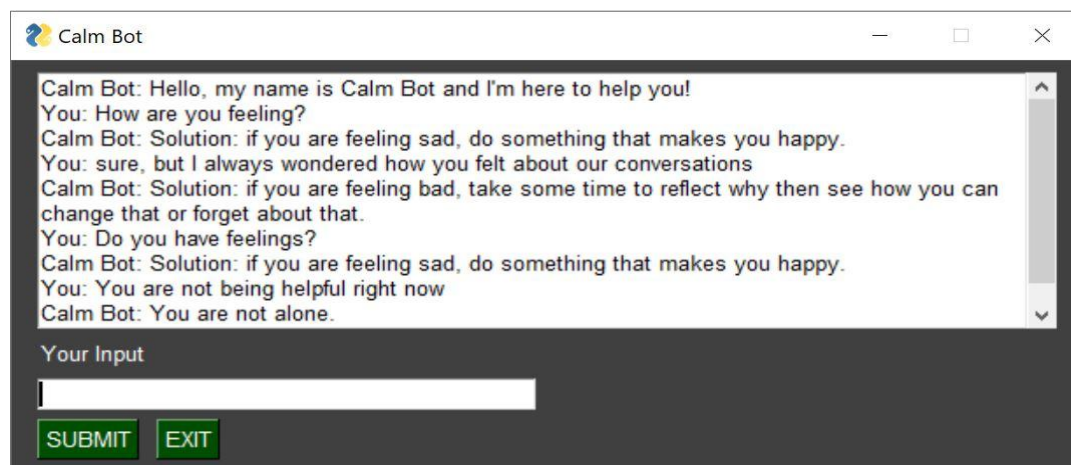 Calm Bot
Calm Bot: Hello, my name is Calm Bot and I'm here to help you!
You: How are you feeling?
Calm Bot: Solution: if you are feeling sad, do something that makes you happy.
You: sure, but I always wondered how you felt about our conversations
Calm Bot: Solution: if you are feeling bad, take some time to reflect why then see how you can
change that or forget about that.
You: Do you have feelings?
Calm Bot: Solution: if you are feeling sad, do something that makes you happy.
You: You are not being helpful right now
Calm Bot: You are not alone.
Your Input
SUBMIT EXIT